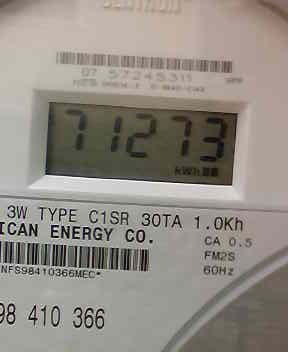 CENTRON
07 57245311
71273
kWh
3W TYPE C1SR 30TA 1.0Kh
ICAN ENERGY CO.
CA 0.5
FM2S
NFS98410366MEC*
60Hz
98 410 366